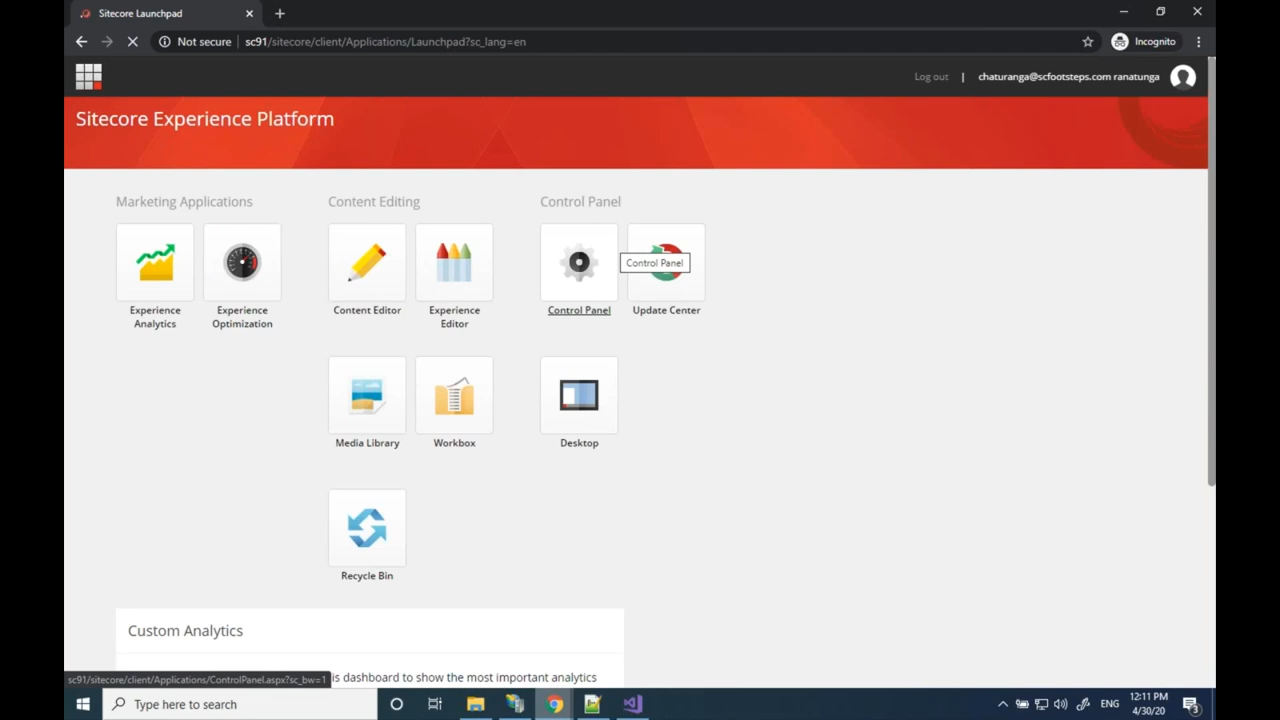 Sitecore Launchpad
Not secure | sc91/sitecore/client/Applications/Launchpad?sc_lang=en
Incognito
Log out | chaturanga@scfootsteps.com ranatunga
Sitecore Experience Platform
Marketing Applications
Content Editing
Control Panel
Control Panel
Experience
Analytics
Experience
Optimization
Content Editor
Experience
Editor
Control Panel
Update Center
Media Library
Workbox
Desktop
Recycle Bin
Custom Analytics
is dashboard to show the most important analytics
sc91/sitecore/client/Applications/ControlPanel.aspx?sc_bw=1
Type here to search
ENG
12:11 PM
4/30/20
3